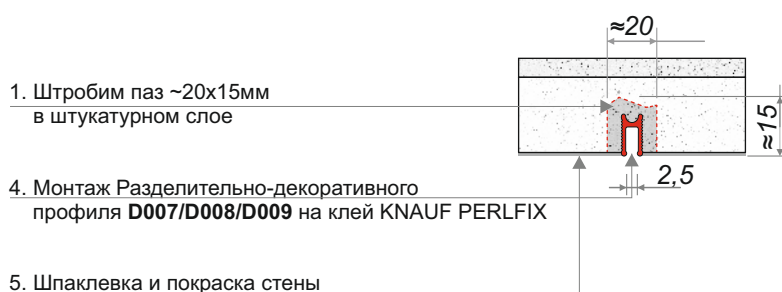 ≈20
1. Штробим паз ~20х15мм
в штукатурном слое
≈15
4. Монтаж Разделительно-декоративного
профиля D007/D008/D009 на клей KNAUF PERLFIX
2,5
5. Шпаклевка и покраска стены